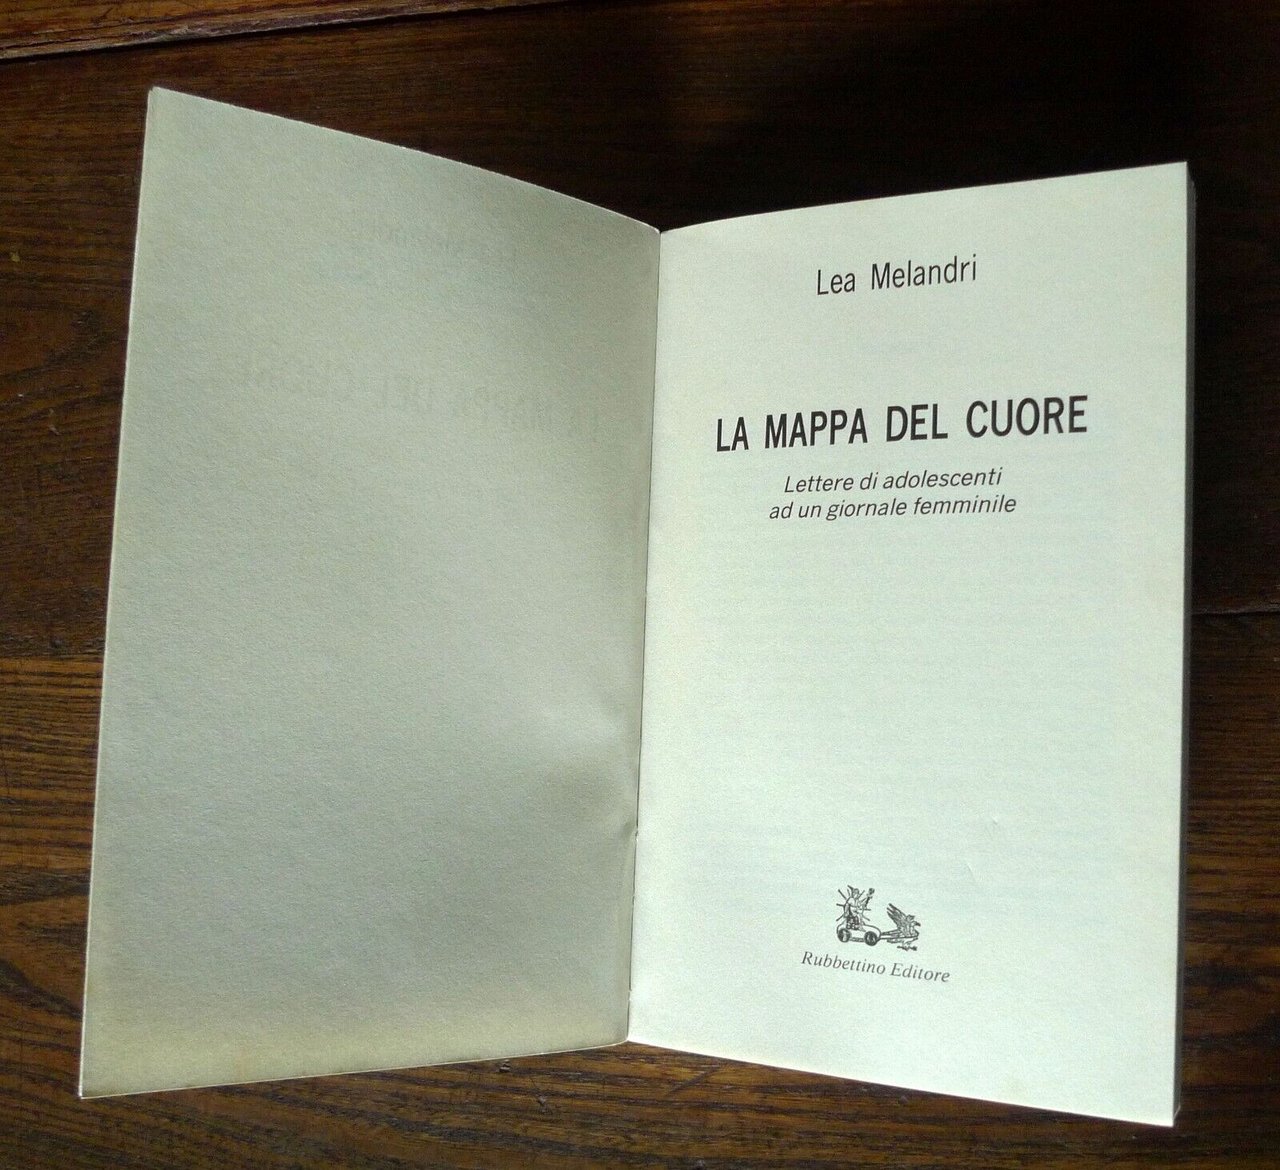 Lea Melandri
LA MAPPA DEL CUORE
Lettere di adolescenti
ad un giornale femminile
Rubbettino Editore